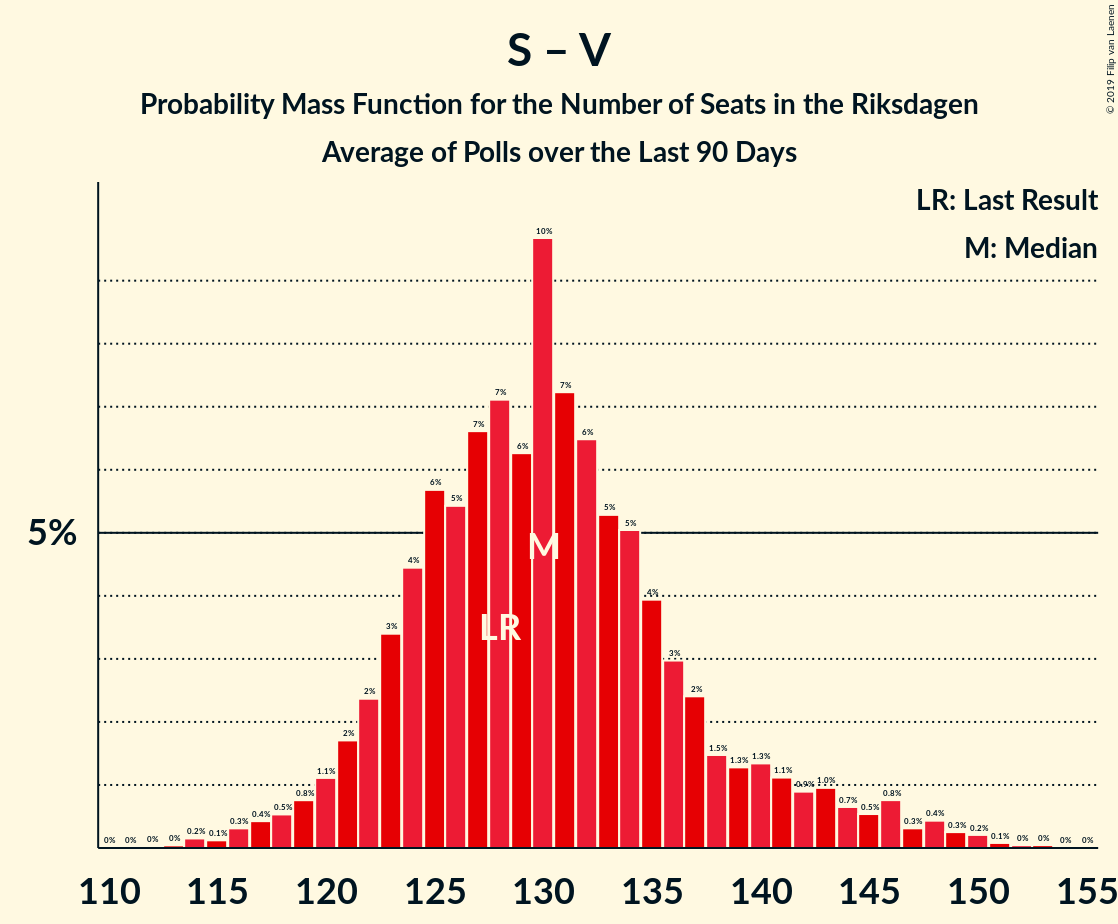 S – V
Probability Mass Function for the Number of Seats in the Riksdagen
Average of Polls over the Last 90 Days
© 2019 Filip van Laenen
LR: Last Result
M: Median
5%
0% 0% 0% 0% 0.2% 0.1% 0.3% 0.4% 0.5% 0.8% 1.1% 2% 2% 3% 4% 6% 5% 7% 7% 6% 10% 7% 6% 5% 5% 4% 3% 2% 1.5% 1.3% 1.3% 1.1% 0.9% 1.0% 0.7% 0.5% 0.8% 0.3% 0.4% 0.3% 0.2% 0.1% 0% 0% 0% 0%
M
LR
110 115 120 125 130 135 140 145 150 155